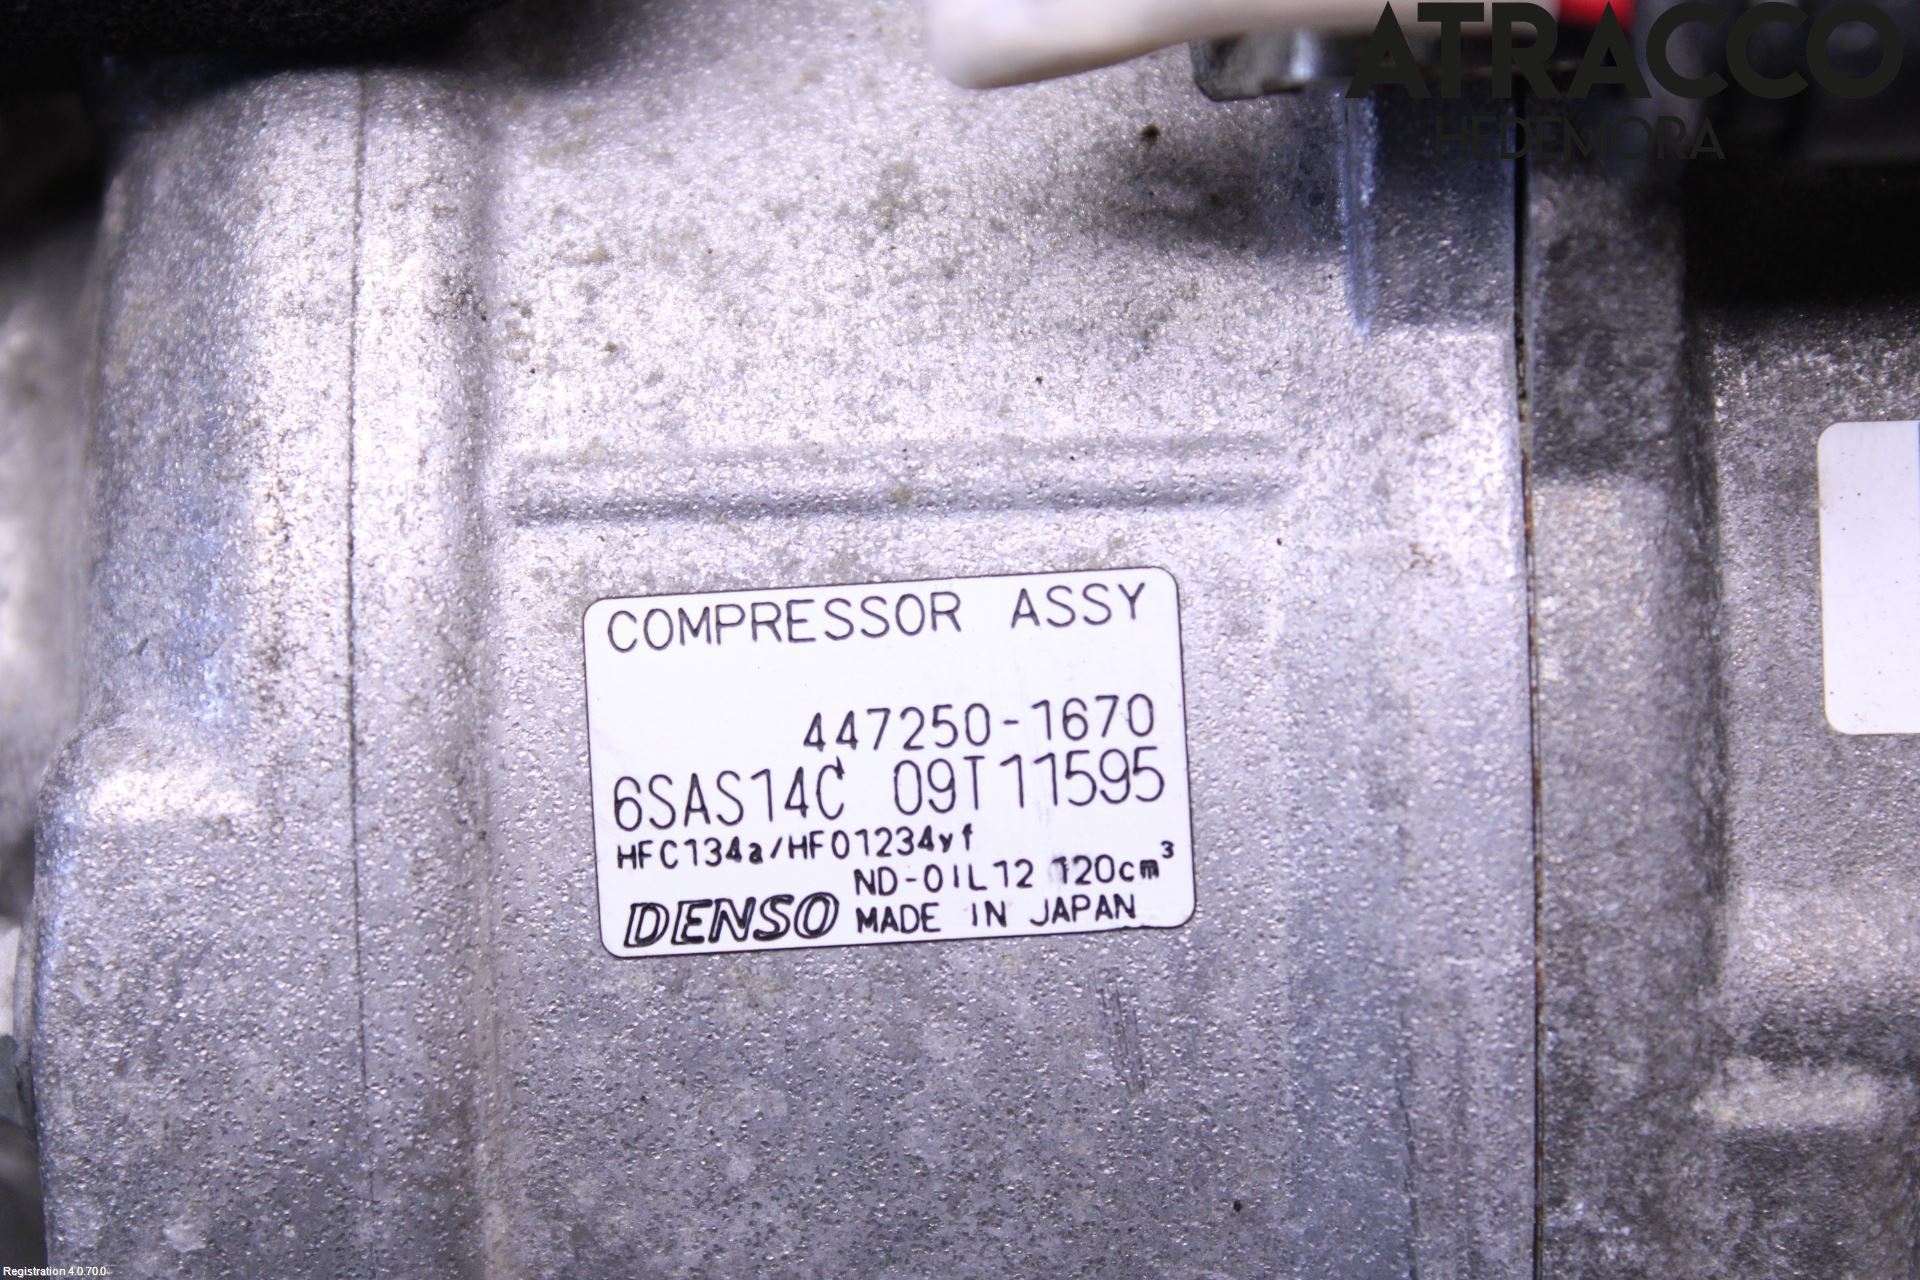 ATRACCO
HEDEMORA
COMPRESSOR ASSY
447250-1670
6SAS14C 09T11595
HFC134a/HFO1234yf
ND-OIL12 120cm³
DENSO MADE IN JAPAN
Registration 4.0.70.0